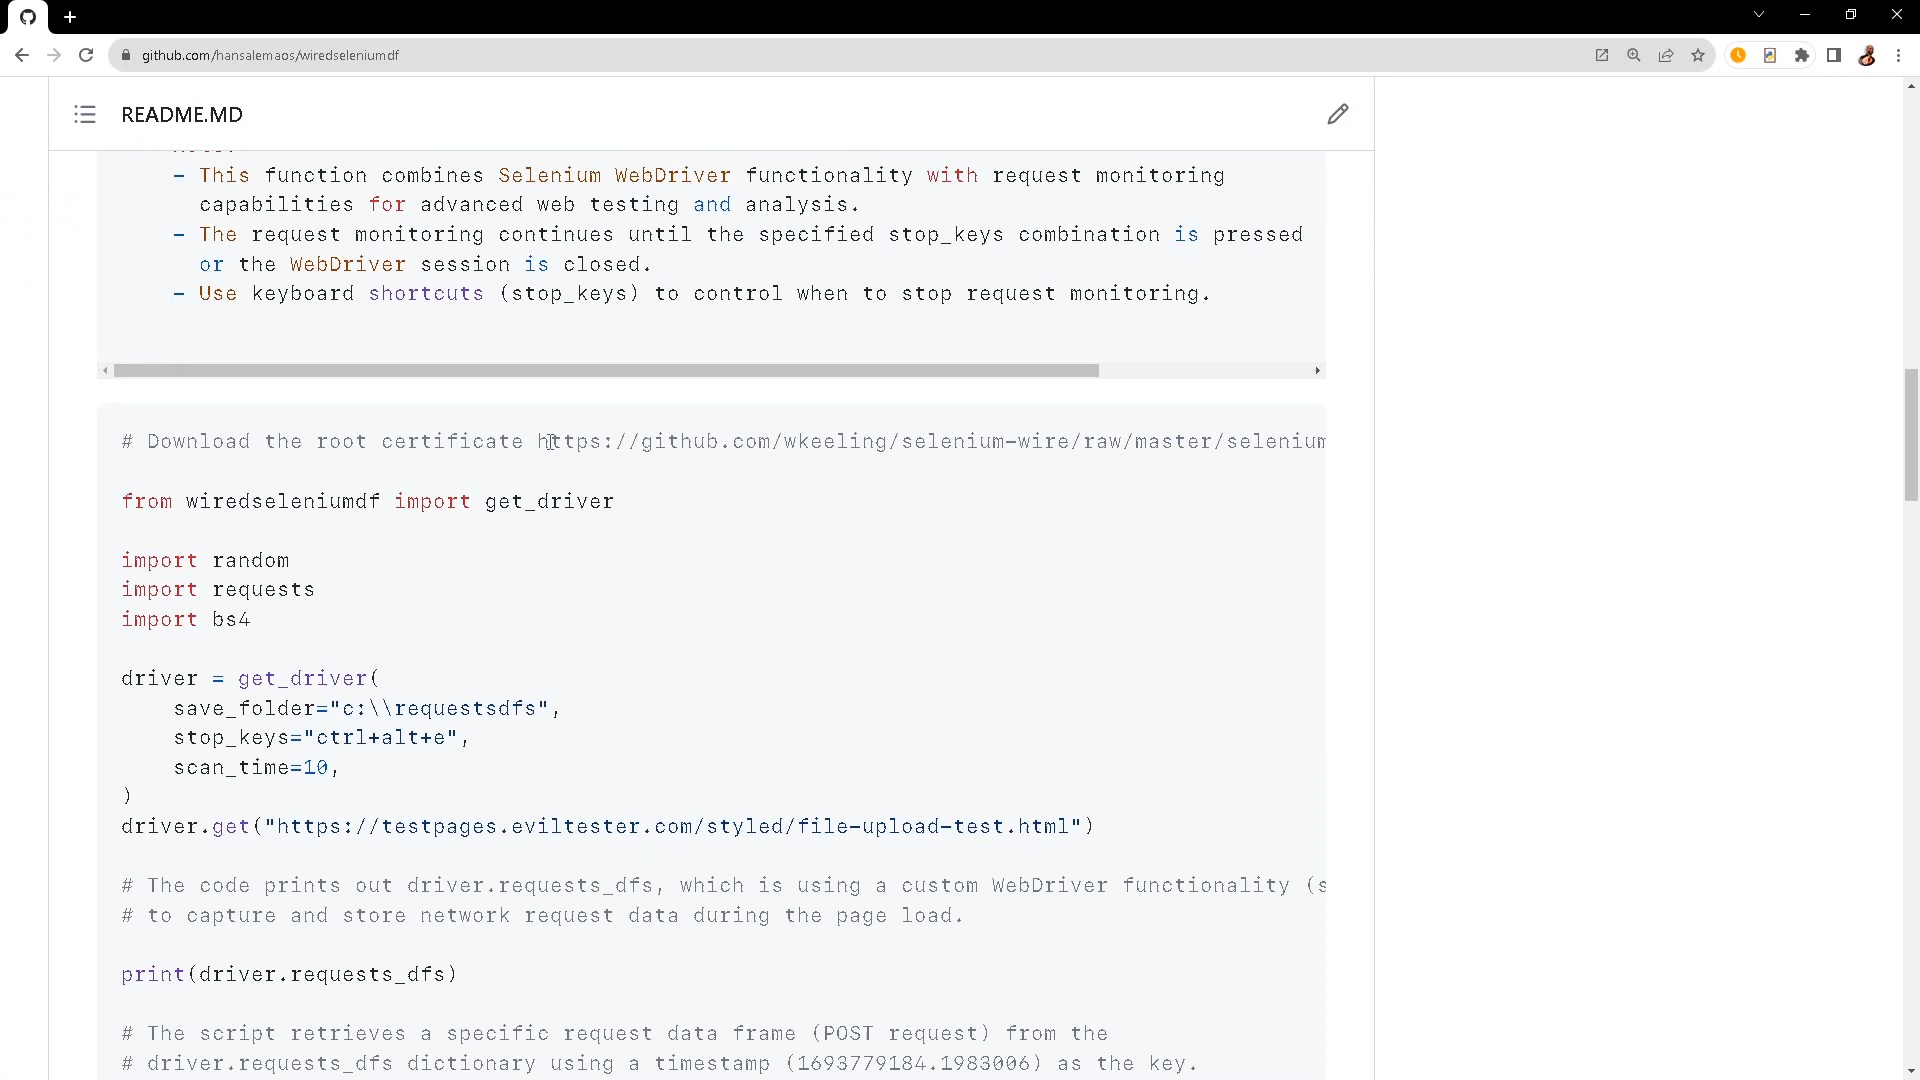 github.com/hansalemaos/wiredseleniumdf
README.MD
- This function combines Selenium WebDriver functionality with request monitoring
capabilities for advanced web testing and analysis.
- The request monitoring continues until the specified stop_keys combination is pressed
or the WebDriver session is closed.
- Use keyboard shortcuts (stop_keys) to control when to stop request monitoring.
# Download the root certificate https://github.com/wkeeling/selenium-wire/raw/master/selenium
from wiredseleniumdf import get_driver
import random
import requests
import bs4
driver = get_driver(
save_folder="c:\\requestsdfs",
stop_keys="ctrl+alt+e",
scan_time=10,
)
driver.get("https://testpages.eviltester.com/styled/file-upload-test.html")
# The code prints out driver.requests_dfs, which is using a custom WebDriver functionality (s
# to capture and store network request data during the page load.
print(driver.requests_dfs)
# The script retrieves a specific request data frame (POST request) from the
# driver.requests_dfs dictionary using a timestamp (1693779184.1983006) as the key.